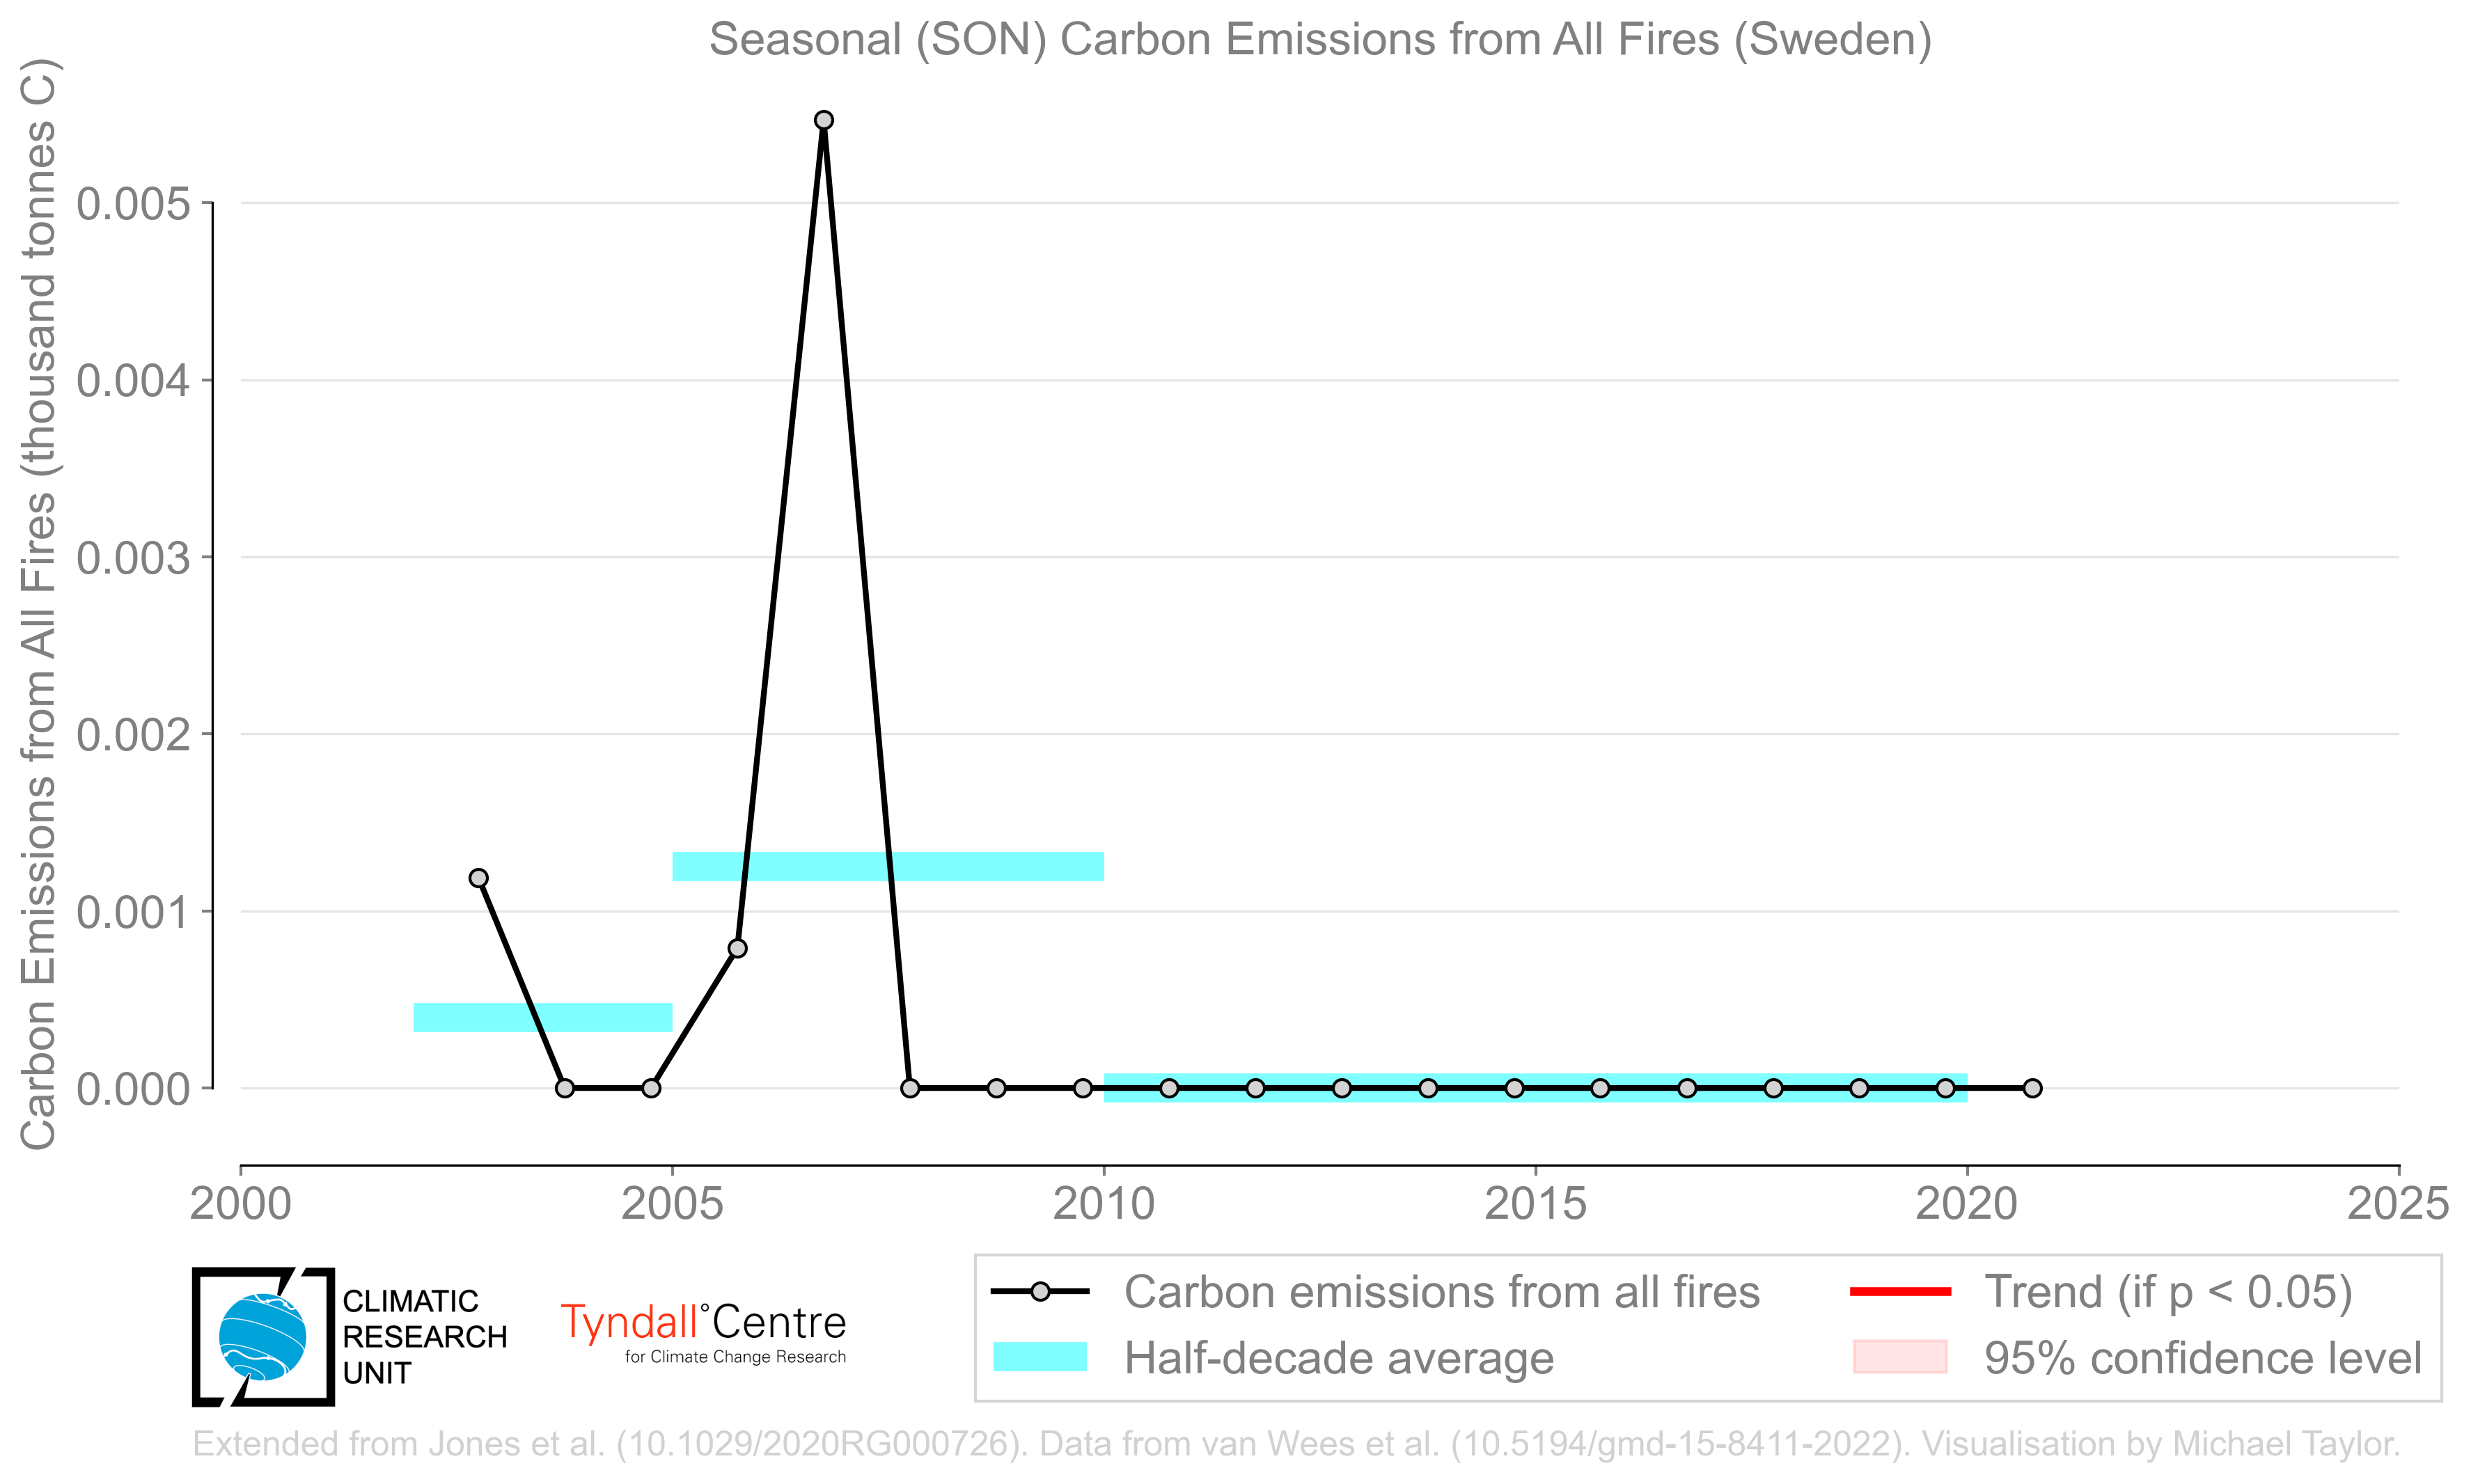 Seasonal (SON) Carbon Emissions from All Fires (Sweden)
Carbon Emissions from All Fires (thousand tonnes C)
0.005
0.004
0.003
0.002
0.001
0.000
2000 2005 2010 2015 2020 2025
CLIMATIC
RESEARCH
UNIT
Tyndall°Centre
for Climate Change Research
Carbon emissions from all fires
Half-decade average
Trend (if p < 0.05)
95% confidence level
Extended from Jones et al. (10.1029/2020RG000726). Data from van Wees et al. (10.5194/gmd-15-8411-2022). Visualisation by Michael Taylor.